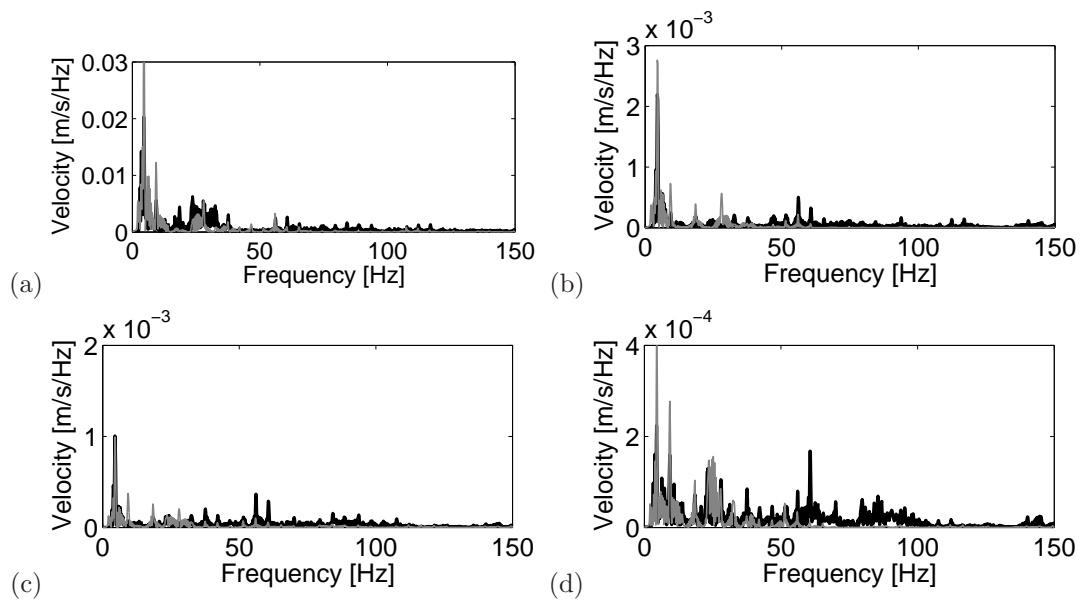 0.03
0.02
0.01
0
0 50 100 150
Velocity [m/s/Hz]
Frequency [Hz]
(a)
x 10−3
3
2
1
0
0 50 100 150
Velocity [m/s/Hz]
Frequency [Hz]
(b)
x 10−3
2
1
0
0 50 100 150
Velocity [m/s/Hz]
Frequency [Hz]
(c)
x 10−4
4
2
0
0 50 100 150
Velocity [m/s/Hz]
Frequency [Hz]
(d)